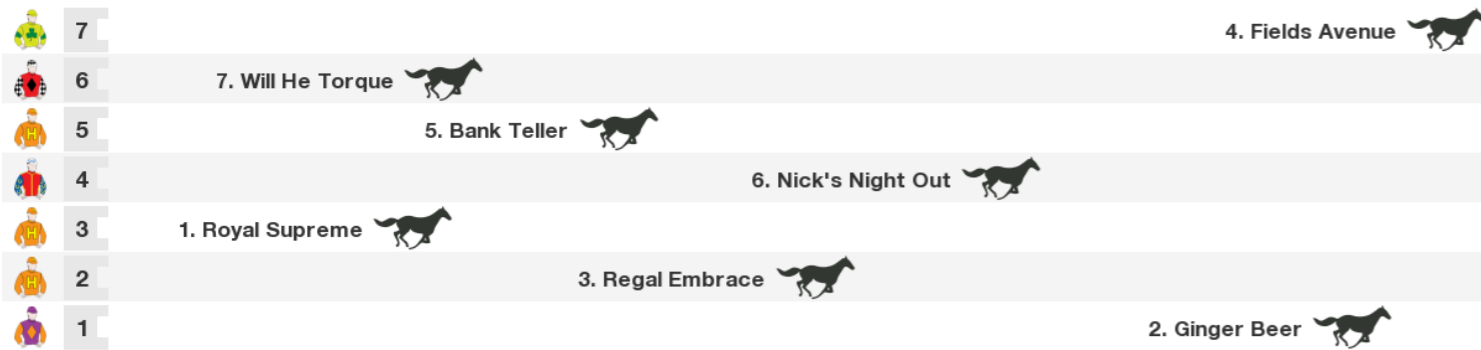 7 4. Fields Avenue
6 7. Will He Torque
H 5 5. Bank Teller
4 6. Nick's Night Out
H 3 1. Royal Supreme
H 2 3. Regal Embrace
1 2. Ginger Beer